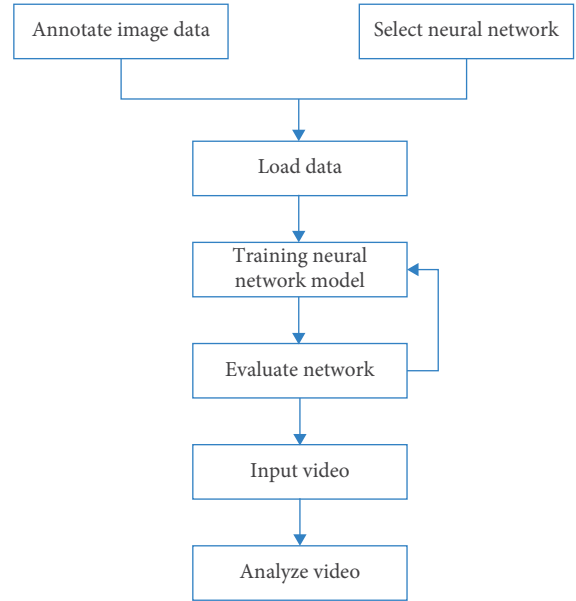 Annotate image data
Select neural network
Load data
Training neural
network model
Evaluate network
Input video
Analyze video